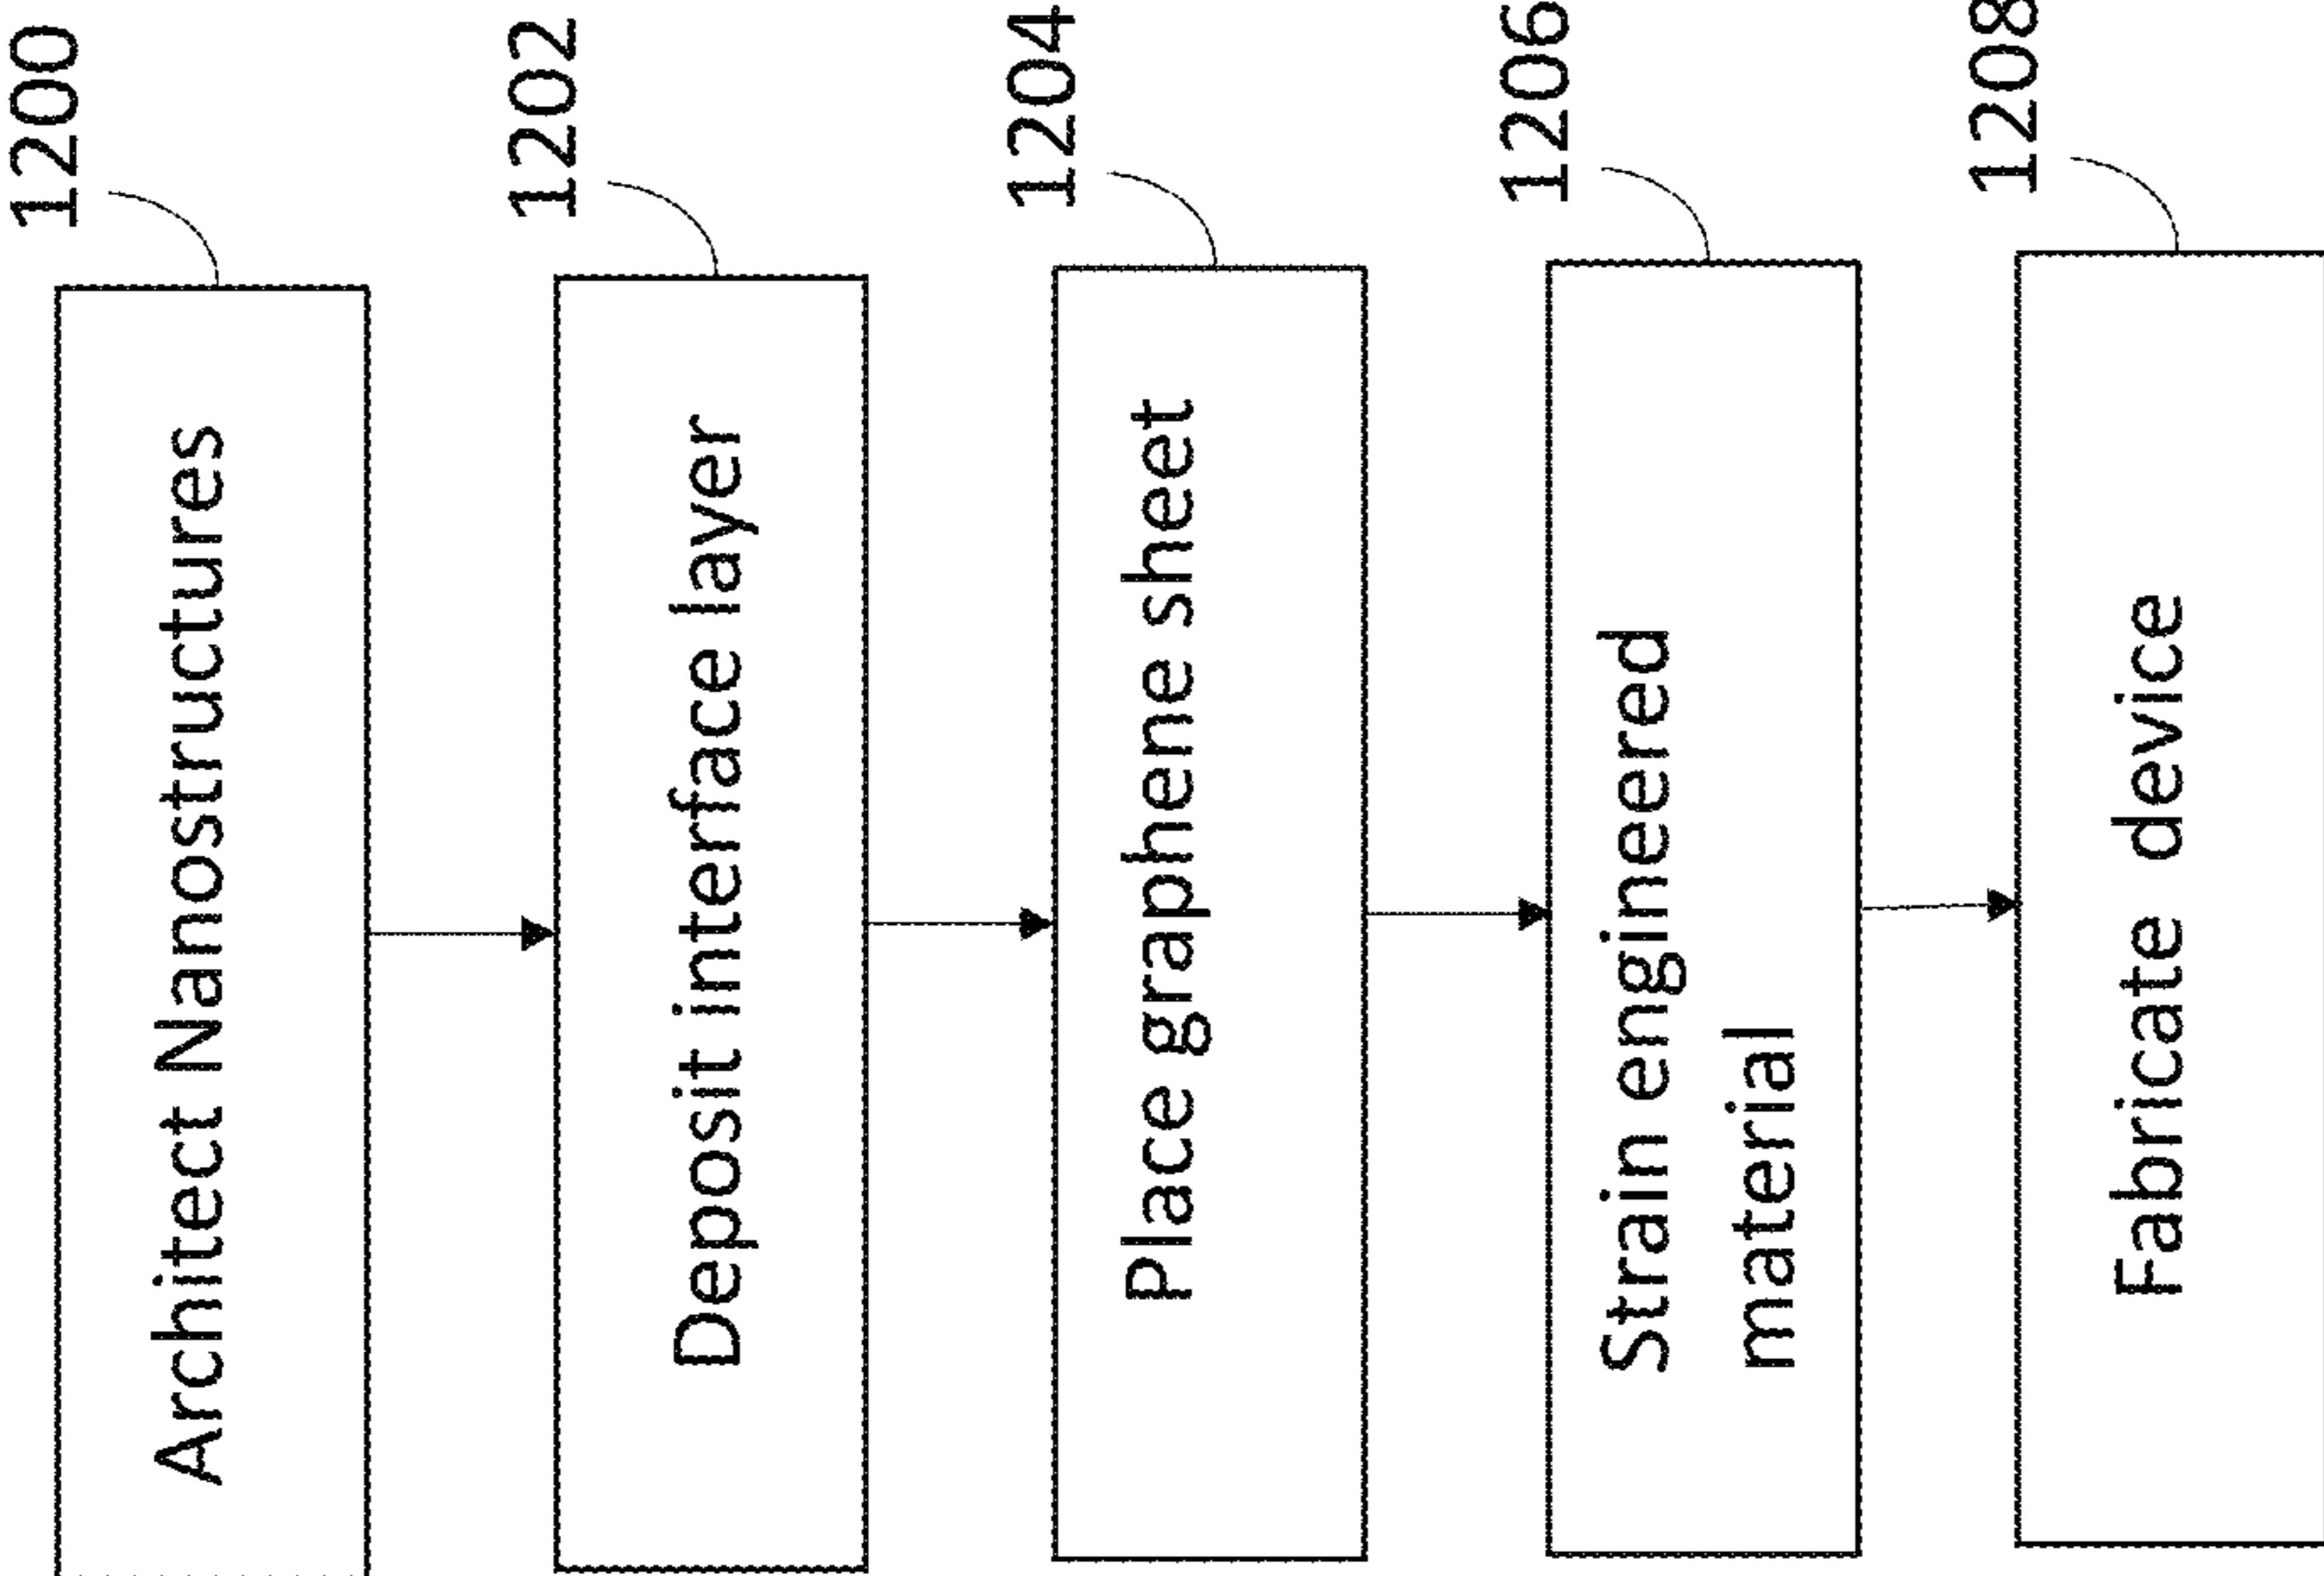 1200
Architect Nanostructures
1202
Deposit interface layer
1204
Place graphene sheet
1206
Strain engineered
material
1208
Fabricate device